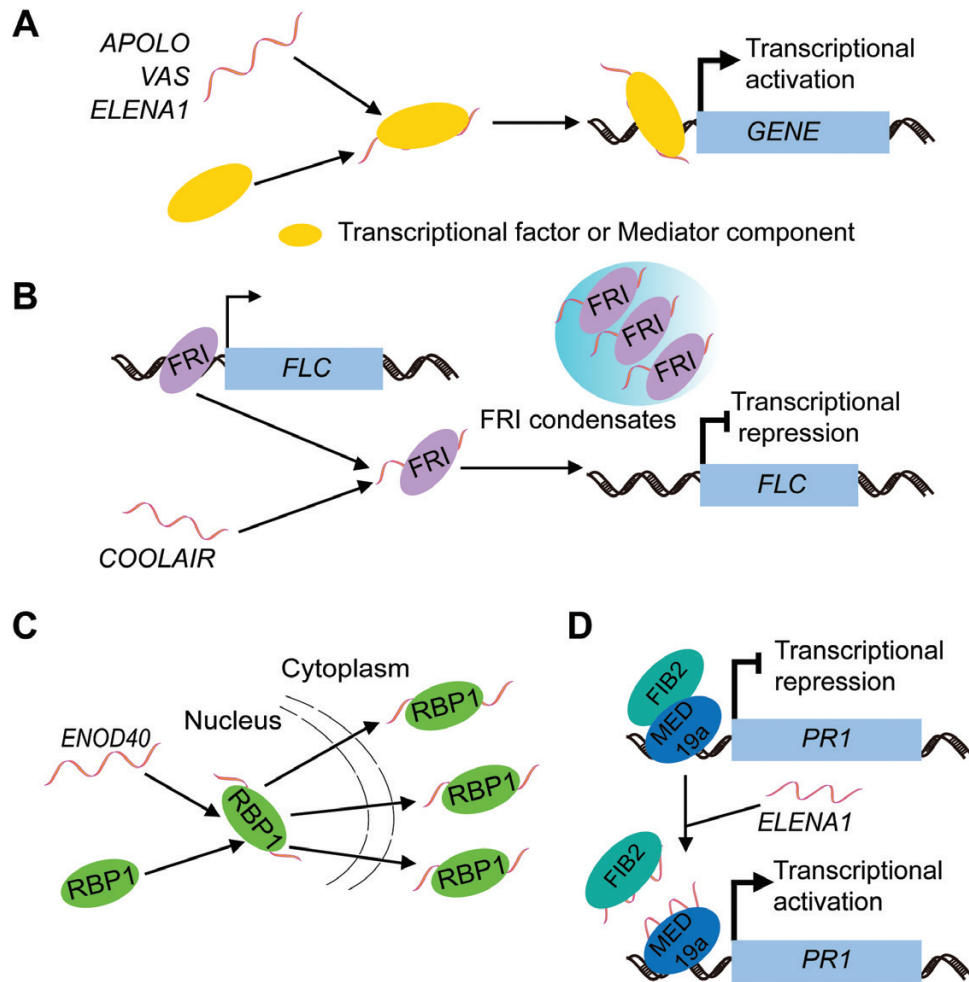 A
APOLO
VAS
ELENA1
Transcriptional
activation
GENE
Transcriptional factor or Mediator component
B
FRI
FLC
FRI
FRI
FRI
FRI condensates
FRI
Transcriptional
repression
FLC
COOLAIR
C
Cytoplasm
Nucleus
ENOD40
RBP1
RBP1
RBP1
RBP1
RBP1
D
FIB2
MED
19a
Transcriptional
repression
PR1
ELENA1
FIB2
MED
19a
Transcriptional
activation
PR1